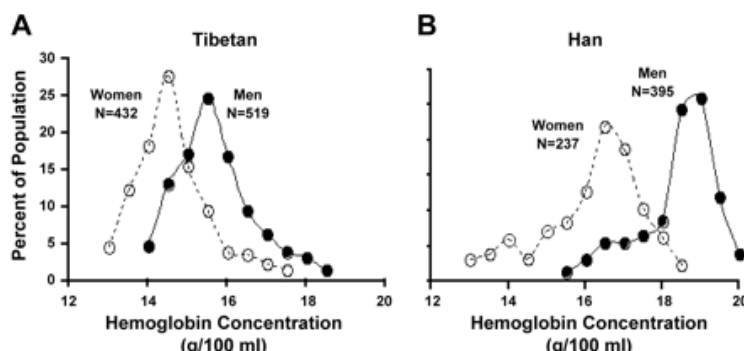 A
Tibetan
Women
N=432
Men
N=519
Percent of Population
30
25
20
15
10
5
0
12
14
16
18
20
Hemoglobin Concentration
(g/100 ml)
B
Han
Men
N=395
Women
N=237
12
14
16
18
20
Hemoglobin Concentration
(g/100 ml)